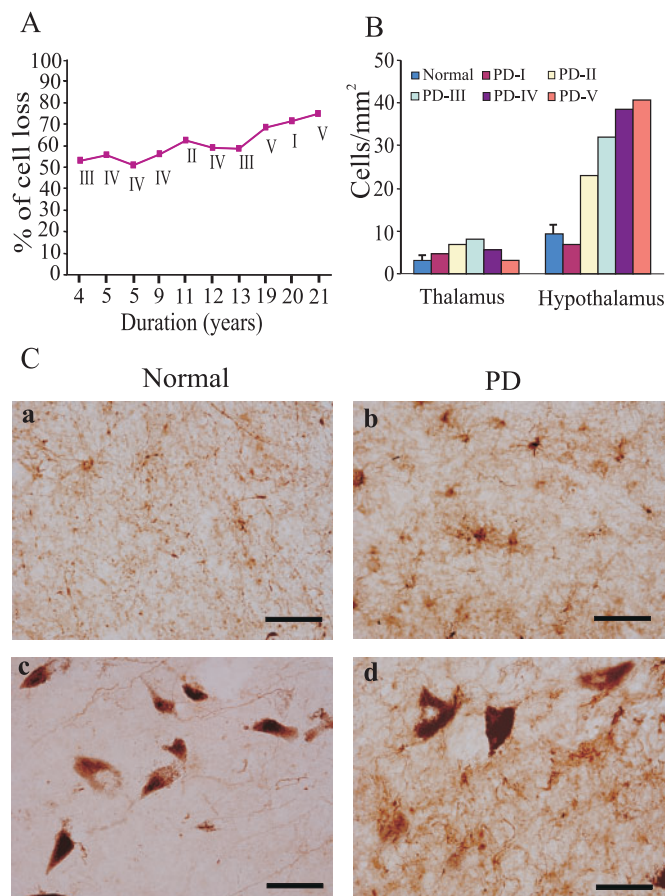 A
% of cell loss
100
90
80
70
60
50
40
30
20
10
0
III IV IV IV II IV III V I V
4 5 5 9 11 12 13 19 20 21
Duration (years)
B
Cells/mm²
50
40
30
20
10
0
Normal PD-I PD-II
PD-III PD-IV PD-V
Thalamus Hypothalamus
C
Normal PD
a b
c d